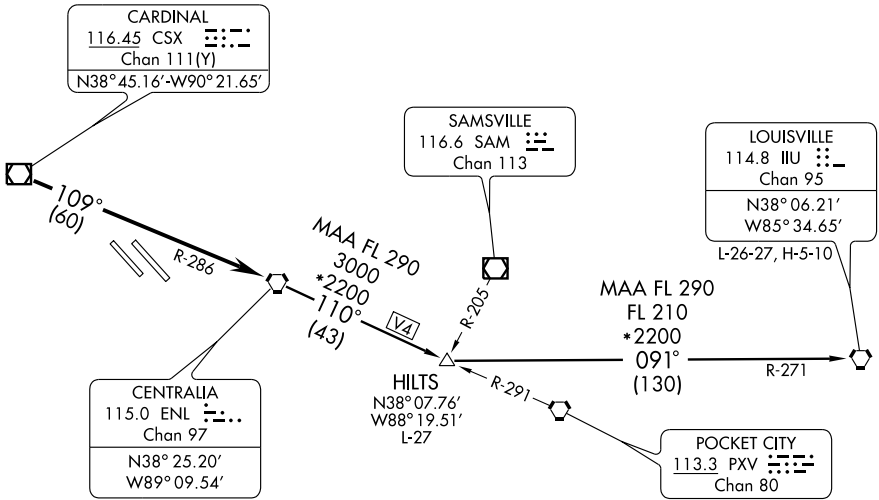 CARDINAL
116.45 CSX
Chan 111(Y)
N38°45.16′-W90°21.65′
SAMSVILLE
116.6 SAM
Chan 113
LOUISVILLE
114.8 IIU
Chan 95
N38°06.21′
W85°34.65′
L-26-27, H-5-10
109°
(60)
R-286
MAA FL 290
3000
*2200
110°
(43)
V4
R-205
MAA FL 290
FL 210
*2200
091°
(130)
R-271
HILTS
N38°07.76′
W88°19.51′
L-27
R-291
CENTRALIA
115.0 ENL
Chan 97
N38°25.20′
W89°09.54′
POCKET CITY
113.3 PXV
Chan 80